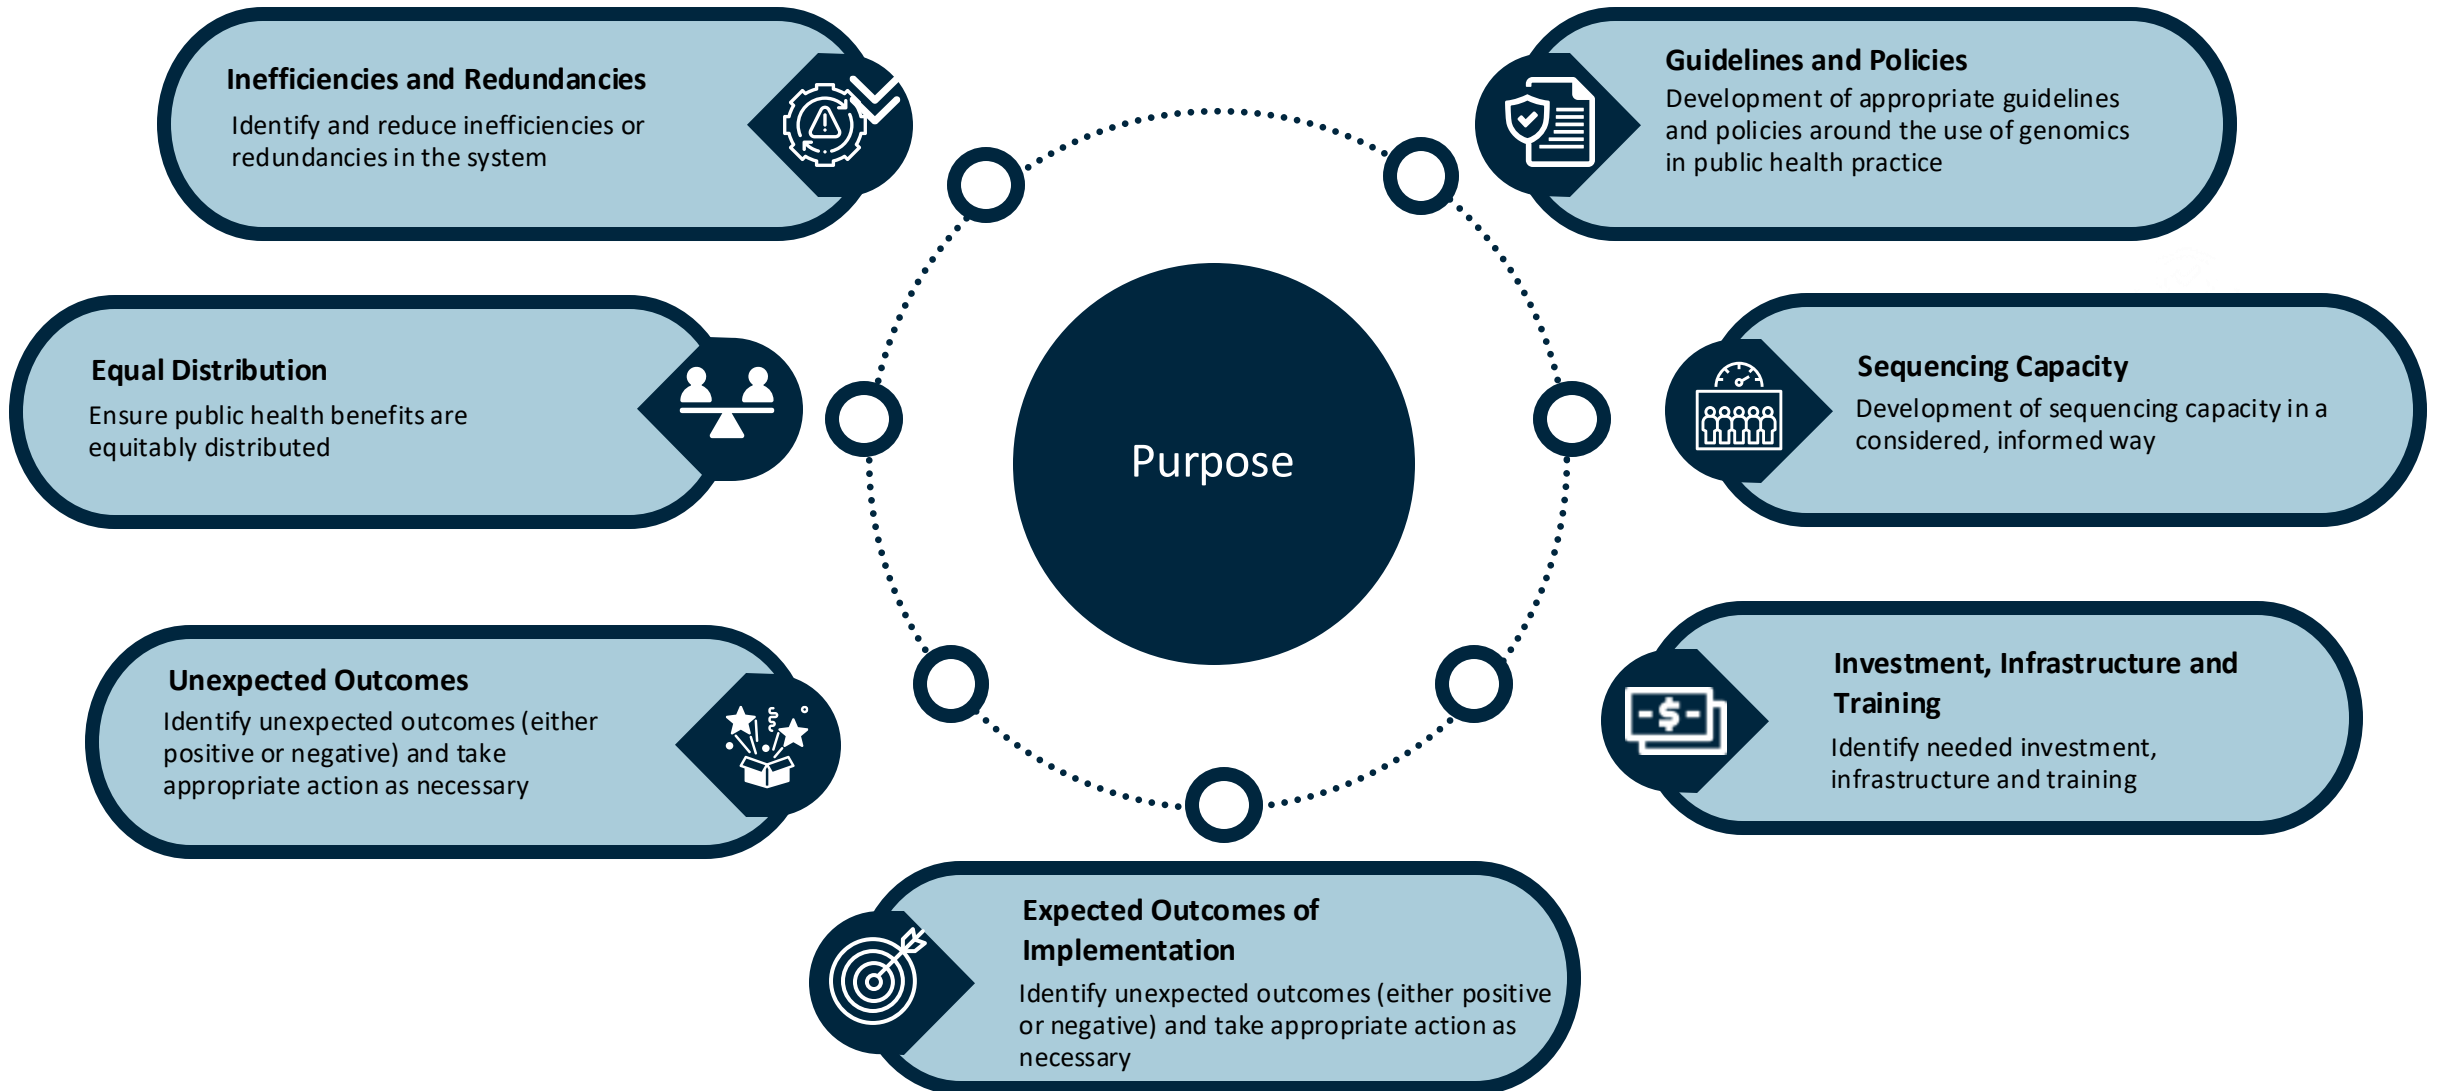 Inefficiencies and Redundancies
Identify and reduce inefficiencies or
redundancies in the system
Guidelines and Policies
Development of appropriate guidelines
and policies around the use of genomics
in public health practice
Equal Distribution
Ensure public health benefits are
equitably distributed
Purpose
Sequencing Capacity
Development of sequencing capacity in a
considered, informed way
Unexpected Outcomes
Identify unexpected outcomes (either
positive or negative) and take
appropriate action as necessary
Investment, Infrastructure and
Training
Identify needed investment,
infrastructure and training
Expected Outcomes of
Implementation
Identify unexpected outcomes (either positive
or negative) and take appropriate action as
necessary